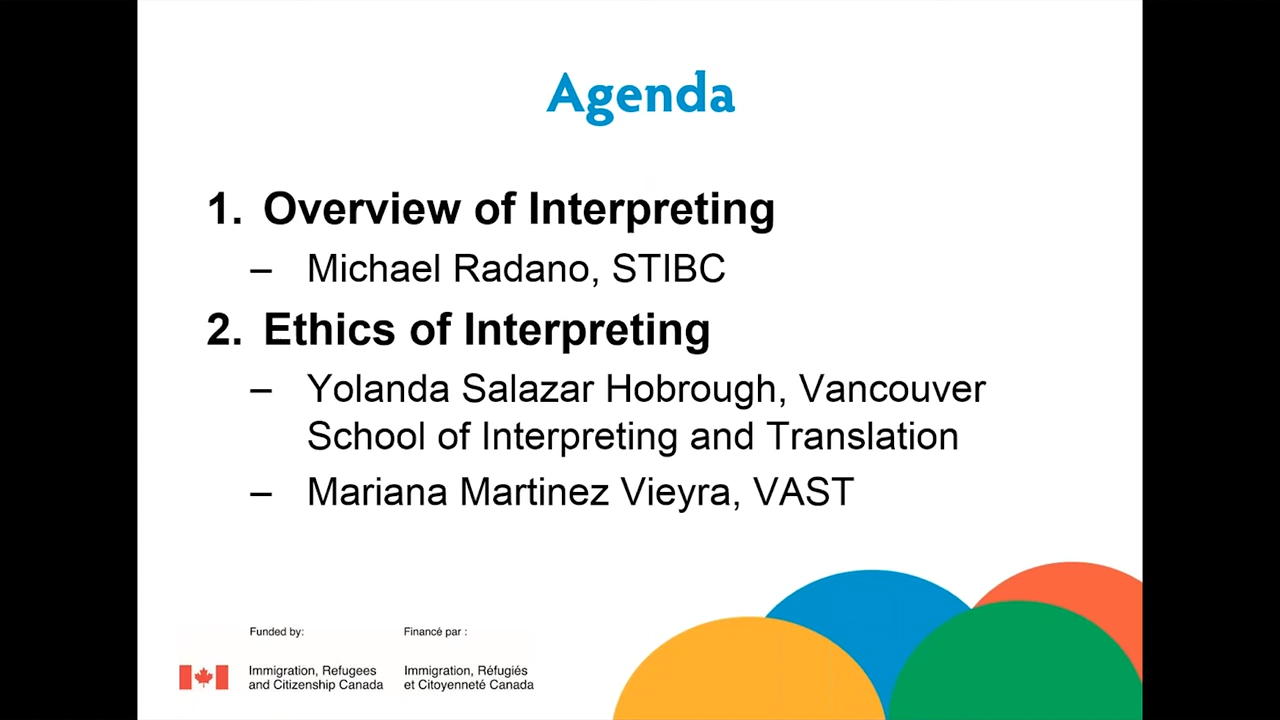 Agenda
1. Overview of Interpreting
– Michael Radano, STIBC
2. Ethics of Interpreting
– Yolanda Salazar Hobrough, Vancouver
School of Interpreting and Translation
– Mariana Martinez Vieyra, VAST
Funded by:
Immigration, Refugees
and Citizenship Canada
Financé par :
Immigration, Réfugiés
et Citoyenneté Canada